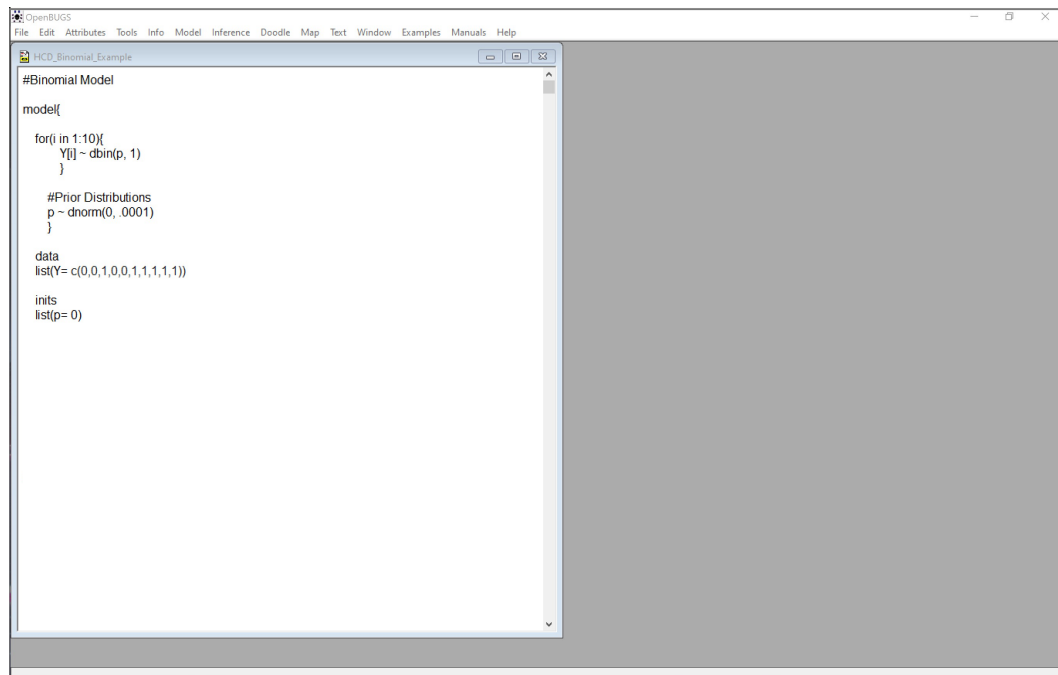 OpenBUGS
File Edit Attributes Tools Info Model Inference Doodle Map Text Window Examples Manuals Help
HCD_Binomial_Example
#Binomial Model
model{
for(i in 1:10){
Y[i] ~ dbin(p, 1)
}
#Prior Distributions
p ~ dnorm(0, .0001)
}
data
list(Y= c(0,0,1,0,0,1,1,1,1,1))
inits
list(p= 0)